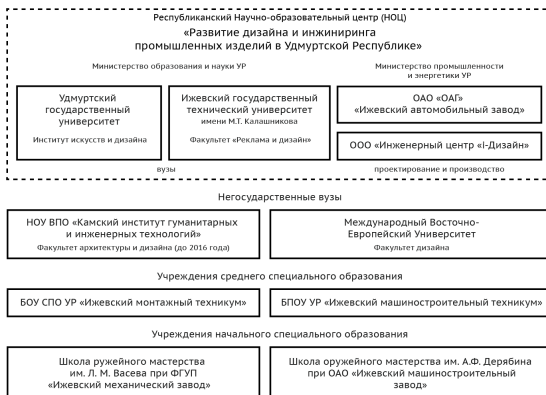 Республиканский Научно-образовательный центр (НОЦ)
«Развитие дизайна и инжиниринга
промышленных изделий в Удмуртской Республике»
Министерство образования и науки УР
Министерство промышленности
и энергетики УР
Удмуртский
государственный
университет
Институт искусств и дизайна
Ижевский государственный
технический университет
имени М.Т. Калашникова
Факультет «Реклама и дизайн»
ОАО «ОАГ»
«Ижевский автомобильный завод»
ООО «Инженерный центр «i-Дизайн»
вузы
проектирование и производство
Негосударственные вузы
НОУ ВПО «Камский институт гуманитарных
и инженерных технологий»
Факультет архитектуры и дизайна (до 2016 года)
Международный Восточно-
Европейский Университет
Факультет дизайна
Учреждения среднего специального образования
БОУ СПО УР «Ижевский монтажный техникум»
БПОУ УР «Ижевский машиностроительный техникум»
Учреждения начального специального образования
Школа ружейного мастерства
им. Л. М. Васева при ФГУП
«Ижевский механический завод»
Школа оружейного мастерства им. А.Ф. Дерябина
при ОАО «Ижевский машиностроительный
завод»